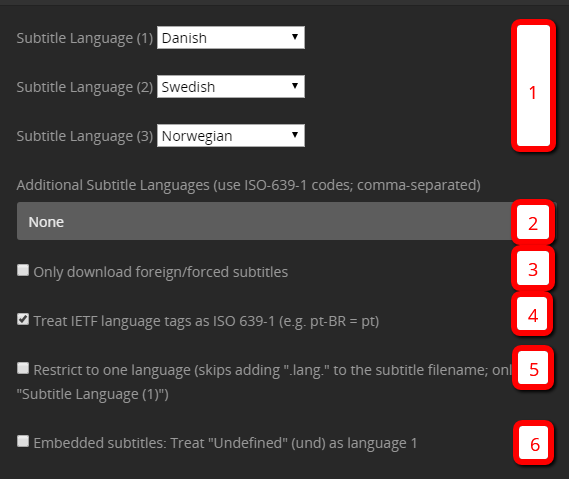 Subtitle Language (1) Danish
1
Subtitle Language (2) Swedish
Subtitle Language (3) Norwegian
Additional Subtitle Languages (use ISO-639-1 codes; comma-separated)
None 2
Only download foreign/forced subtitles 3
Treat IETF language tags as ISO 639-1 (e.g. pt-BR = pt) 4
Restrict to one language (skips adding ".lang." to the subtitle filename; 5
"Subtitle Language (1)")
Embedded subtitles: Treat "Undefined" (und) as language 1 6